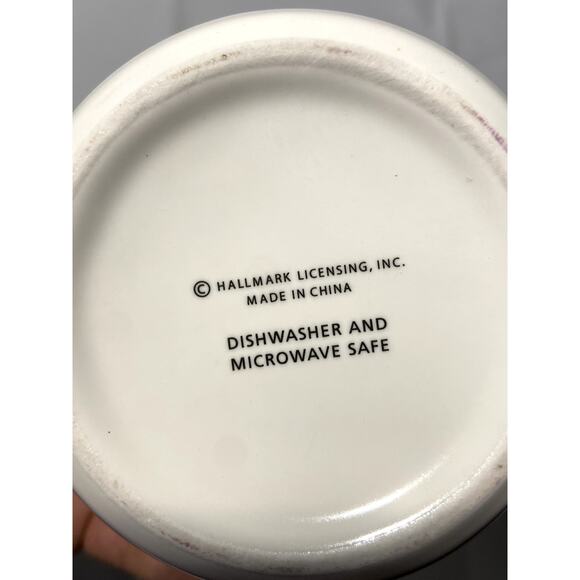 © HALLMARK LICENSING, INC.
MADE IN CHINA
DISHWASHER AND
MICROWAVE SAFE